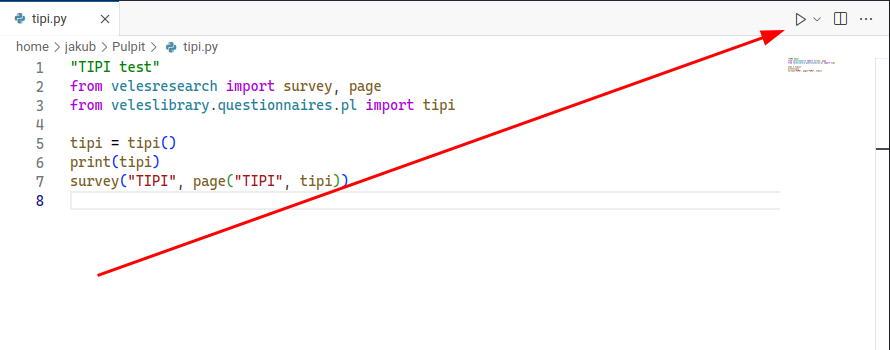 tipi.py
home > jakub > Pulpit > tipi.py
1 "TIPI test"
2 from velesresearch import survey, page
3 from veleslibrary.questionnaires.pl import tipi
4
5 tipi = tipi()
6 print(tipi)
7 survey("TIPI", page("TIPI", tipi))
8